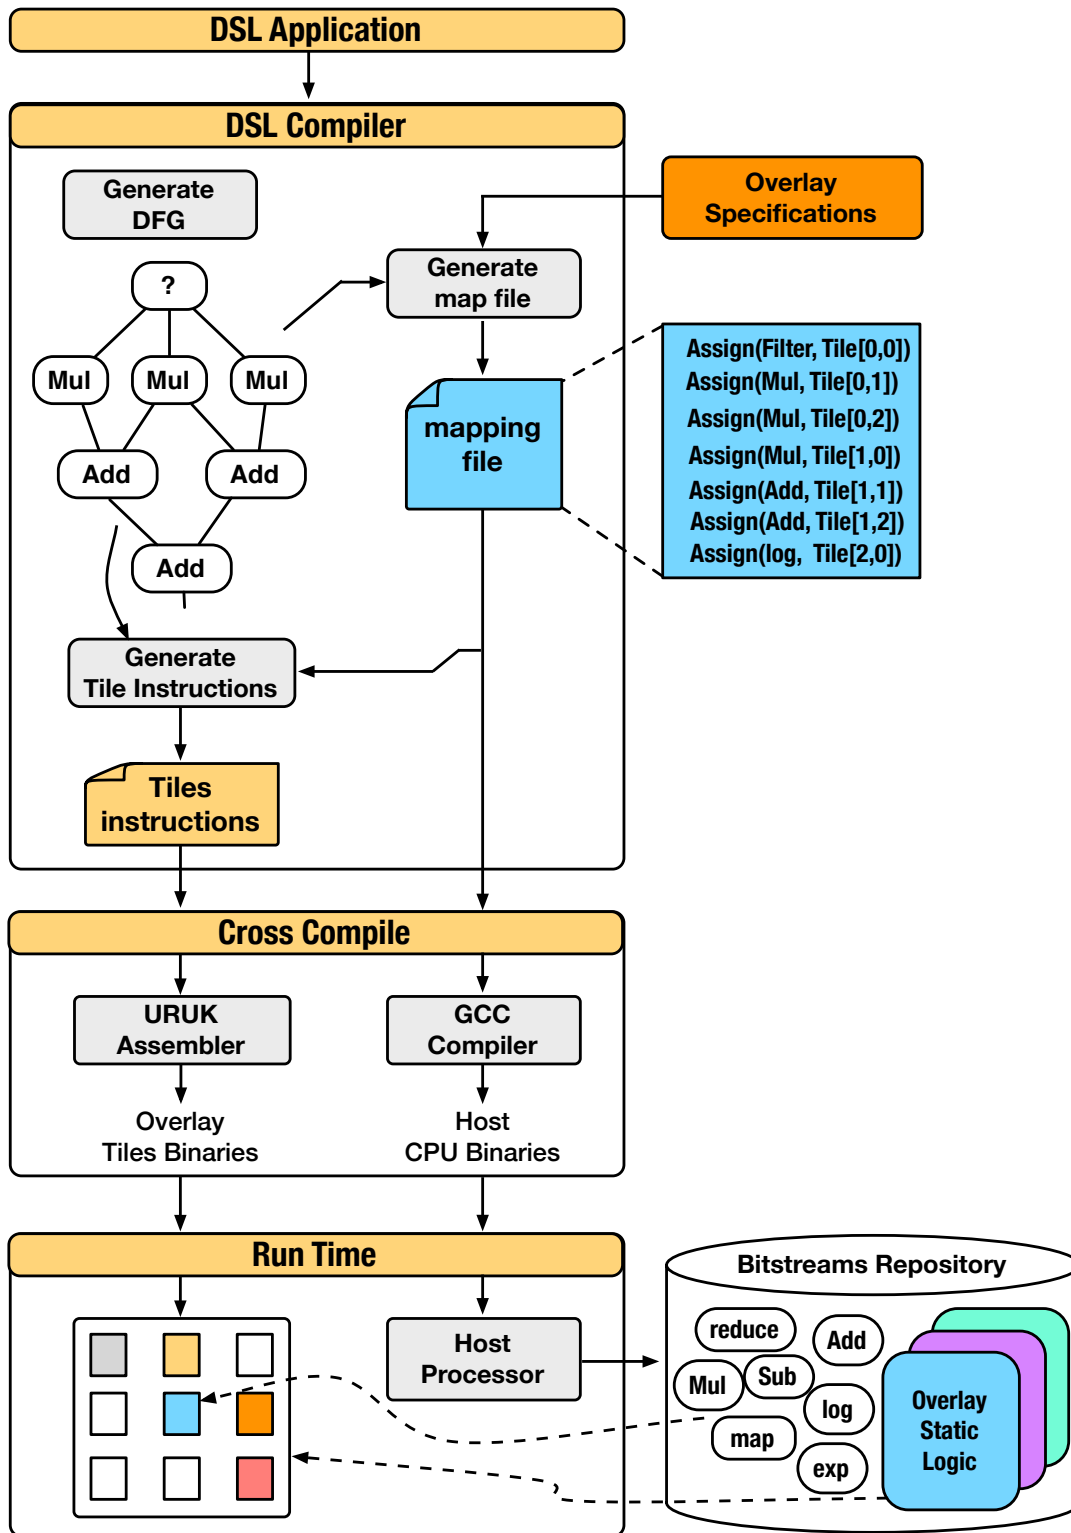 DSL Application
DSL Compiler
Generate
DFG
Overlay
Specifications
Generate
map file
?
Mul
Mul
Mul
Add
Add
Add
mapping
file
Assign(Filter, Tile[0,0])
Assign(Mul, Tile[0,1])
Assign(Mul, Tile[0,2])
Assign(Mul, Tile[1,0])
Assign(Add, Tile[1,1])
Assign(Add, Tile[1,2])
Assign(log, Tile[2,0])
Generate
Tile Instructions
Tiles
instructions
Cross Compile
URUK
Assembler
GCC
Compiler
Overlay
Tiles Binaries
Host
CPU Binaries
Run Time
Host
Processor
Bitstreams Repository
reduce
Add
Mul
Sub
log
map
exp
Overlay
Static
Logic